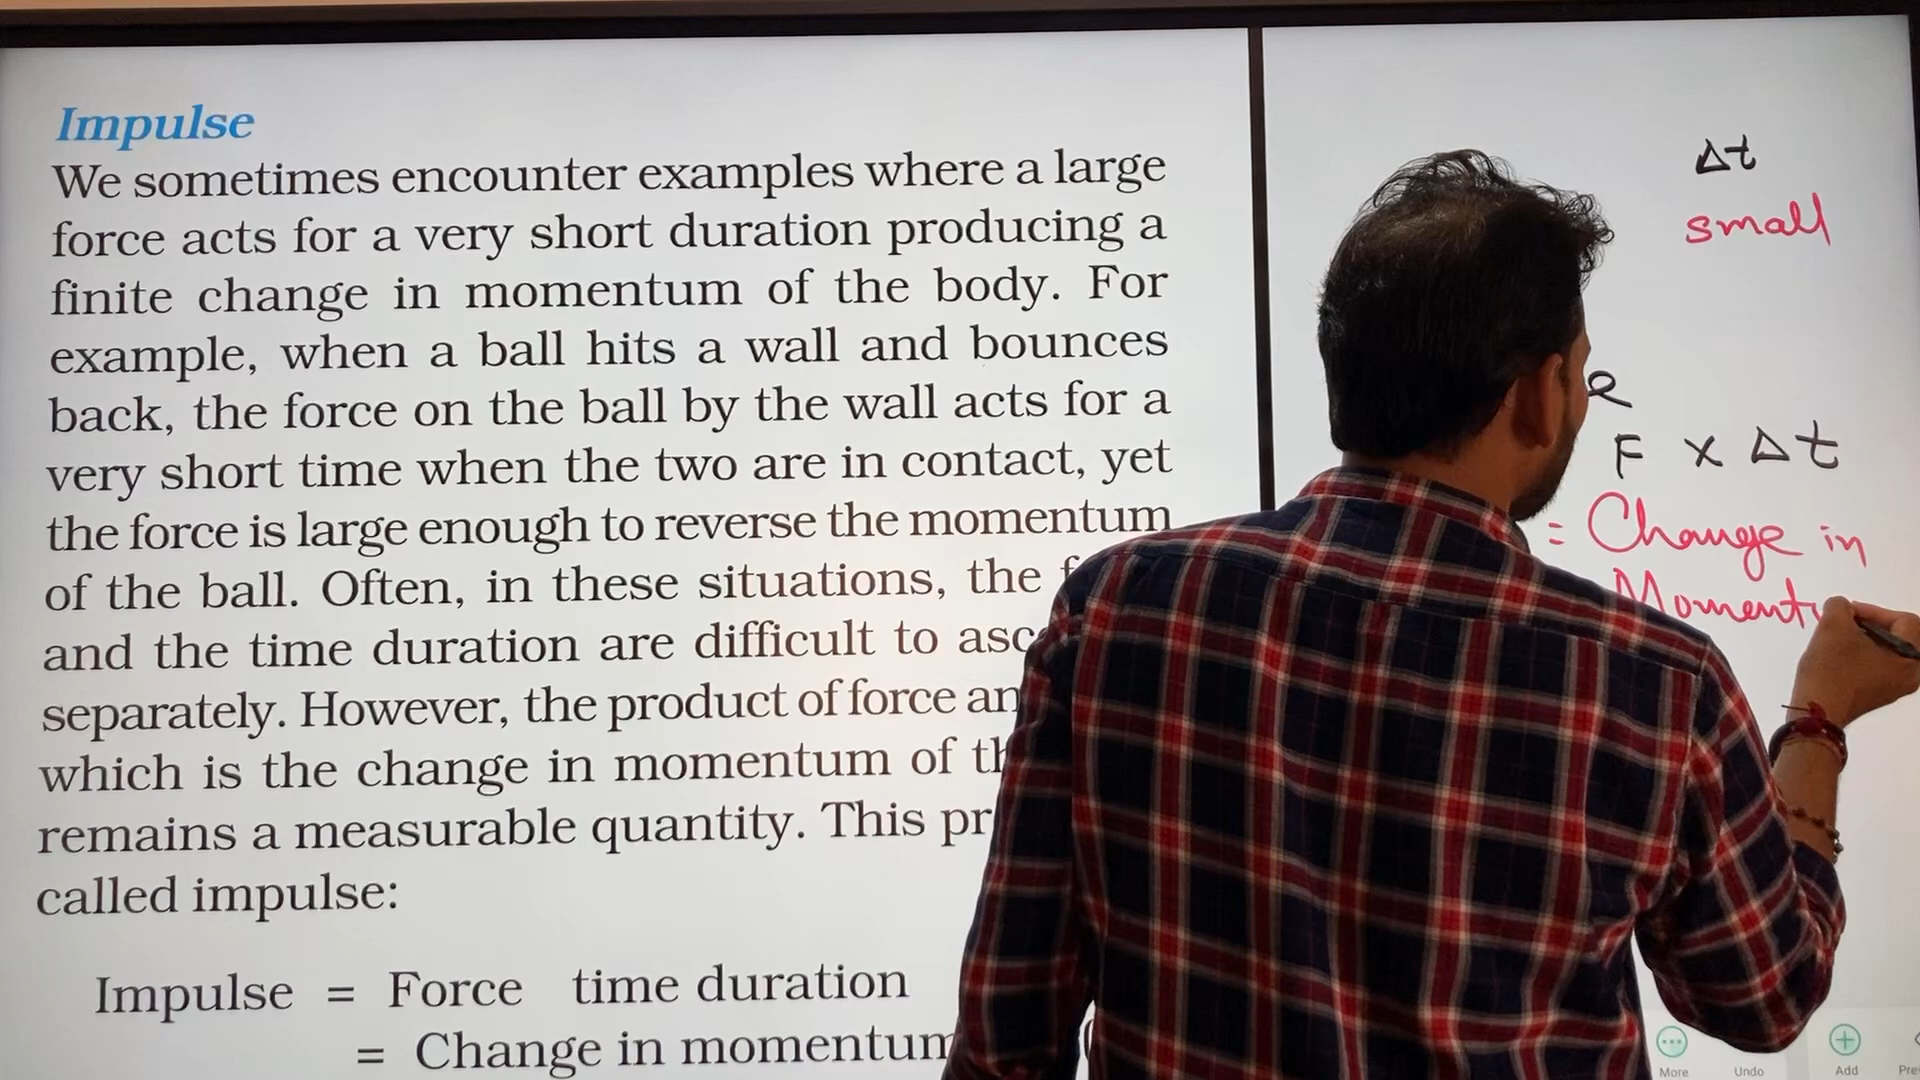 Impulse
We sometimes encounter examples where a large
force acts for a very short duration producing a
finite change in momentum of the body. For
example, when a ball hits a wall and bounces
back, the force on the ball by the wall acts for a
very short time when the two are in contact, yet
the force is large enough to reverse the momentum
of the ball. Often, in these situations, the
and the time duration are difficult to
separately. However, the product of force
which is the change in momentum of
remains a measurable quantity. This
called impulse:
Impulse = Force time duration
= Change in momentum
Δt
small
F × Δt
= Change in
Moment
More Undo Add